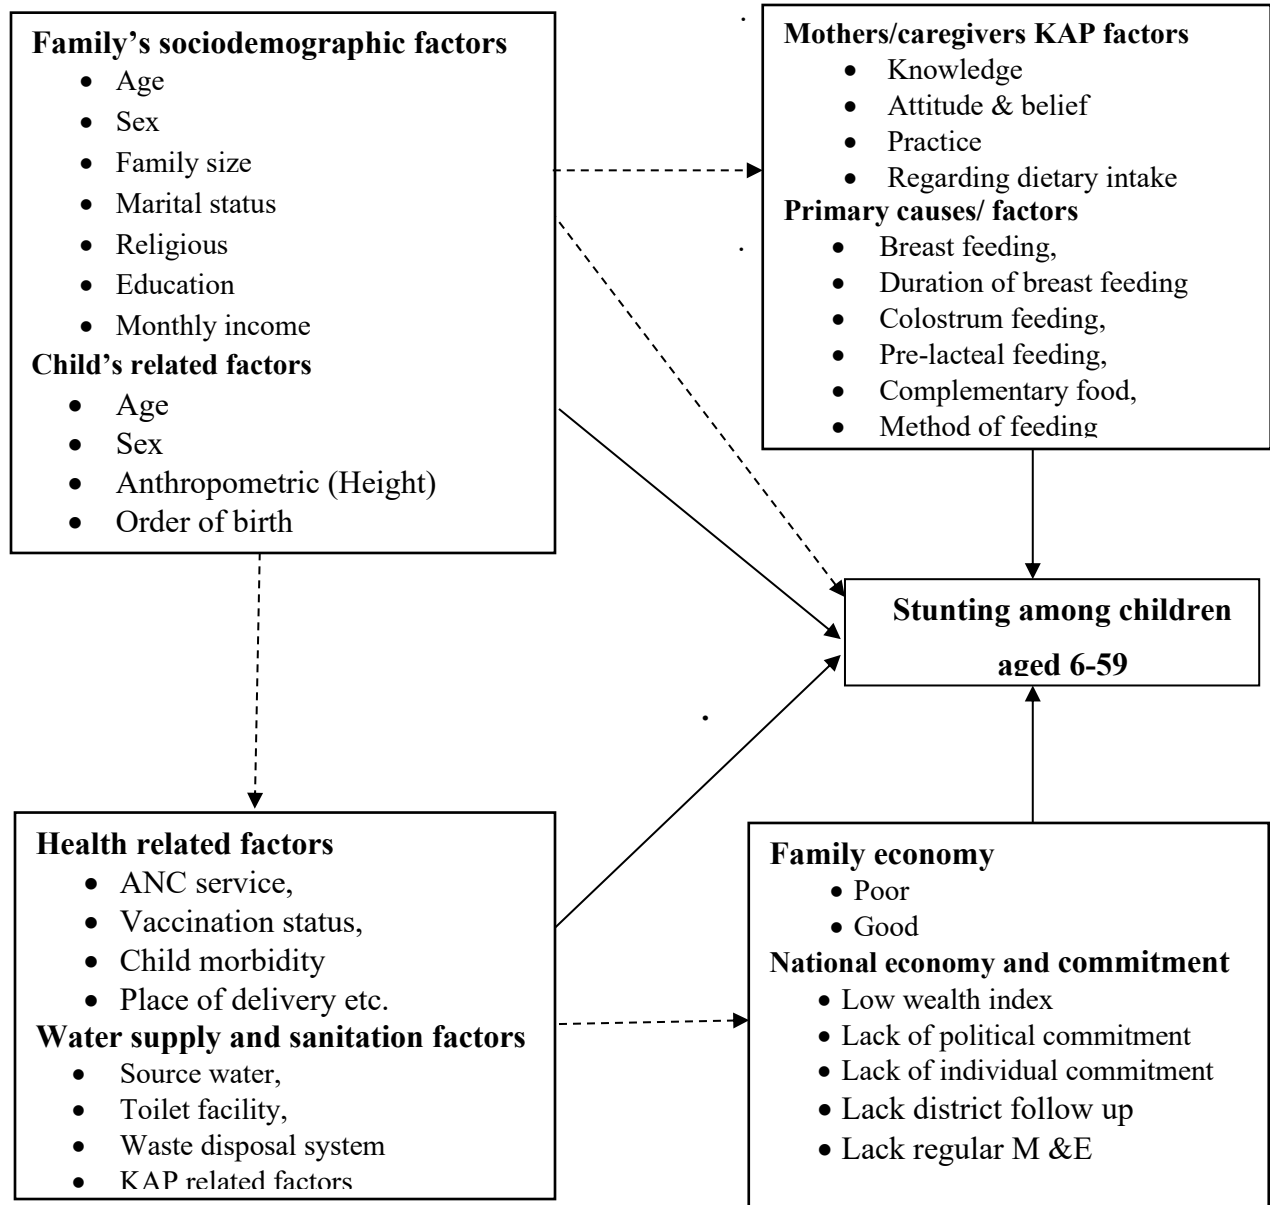 Family’s sociodemographic factors
• Age
• Sex
• Family size
• Marital status
• Religious
• Education
• Monthly income
Child’s related factors
• Age
• Sex
• Anthropometric (Height)
• Order of birth
Mothers/caregivers KAP factors
• Knowledge
• Attitude & belief
• Practice
• Regarding dietary intake
Primary causes/ factors
• Breast feeding,
• Duration of breast feeding
• Colostrum feeding,
• Pre-lacteal feeding,
• Complementary food,
• Method of feeding
Stunting among children
aged 6-59
Health related factors
• ANC service,
• Vaccination status,
• Child morbidity
• Place of delivery etc.
Water supply and sanitation factors
• Source water,
• Toilet facility,
• Waste disposal system
• KAP related factors
Family economy
• Poor
• Good
National economy and commitment
• Low wealth index
• Lack of political commitment
• Lack of individual commitment
• Lack district follow up
• Lack regular M &E